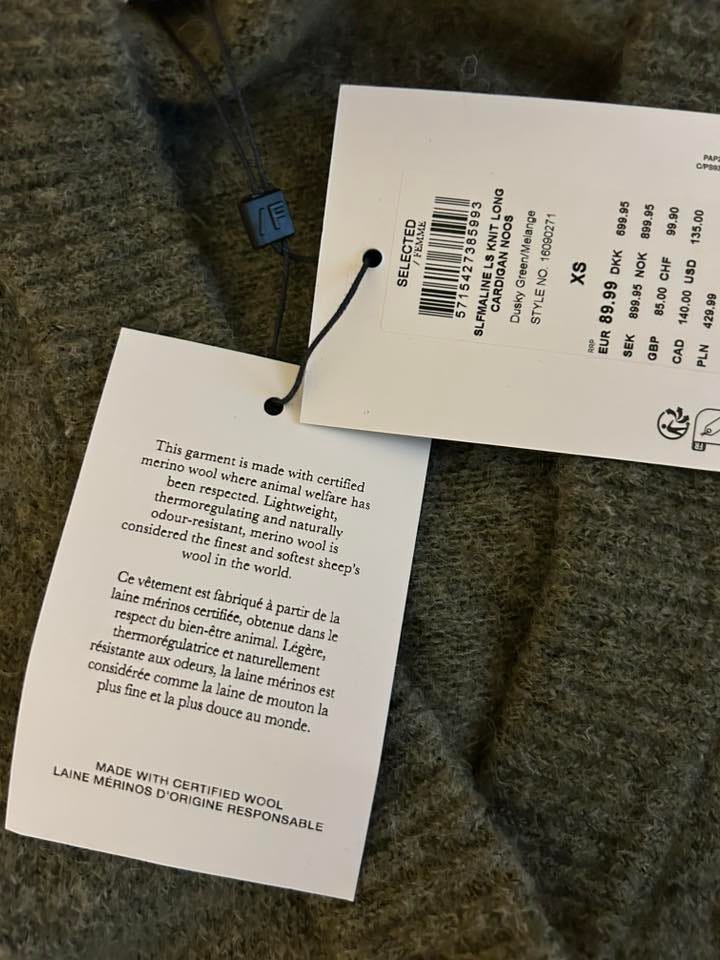 SELECTED
/ FEMME
5715427385993
SLFMALINE LS KNIT LONG
CARDIGAN NOOS
Dusky Green/Melange
STYLE NO. 16090271
XS
RRP
EUR 89.99 DKK 699.95
SEK 899.95 NOK 899.95
GBP 85.00 CHF 99.90
CAD 140.00 USD 135.00
PLN 429.99
FR
This garment is made with certified
merino wool where animal welfare has
been respected. Lightweight,
thermoregulating and naturally
odour-resistant, merino wool is
considered the finest and softest sheep's
wool in the world.
Ce vêtement est fabriqué à partir de la
laine mérinos certifiée, obtenue dans le
respect du bien-être animal. Légère,
thermorégulatrice et naturellement
résistante aux odeurs, la laine mérinos est
considérée comme la laine de mouton la
plus fine et la plus douce au monde.
MADE WITH CERTIFIED WOOL
LAINE MÉRINOS D'ORIGINE RESPONSABLE